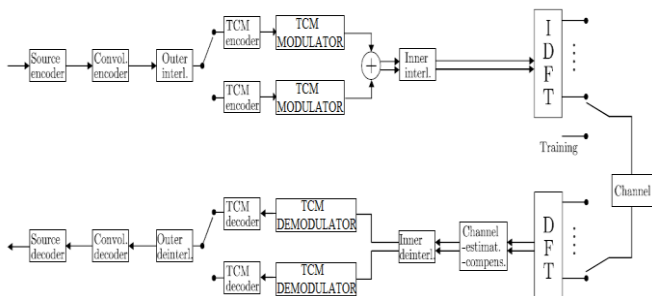 TCM
encoder
TCM
MODULATOR
Source
encoder
Convol.
encoder
Outer
interl.
Inner
interl.
TCM
encoder
TCM
MODULATOR
I
D
F
T
Training
Channel
TCM
decoder
TCM
DEMODULATOR
Source
decoder
Convol.
decoder
Outer
deinterl.
Inner
deinterl.
Channel
-estimat.
-compens.
TCM
decoder
TCM
DEMODULATOR
D
F
T